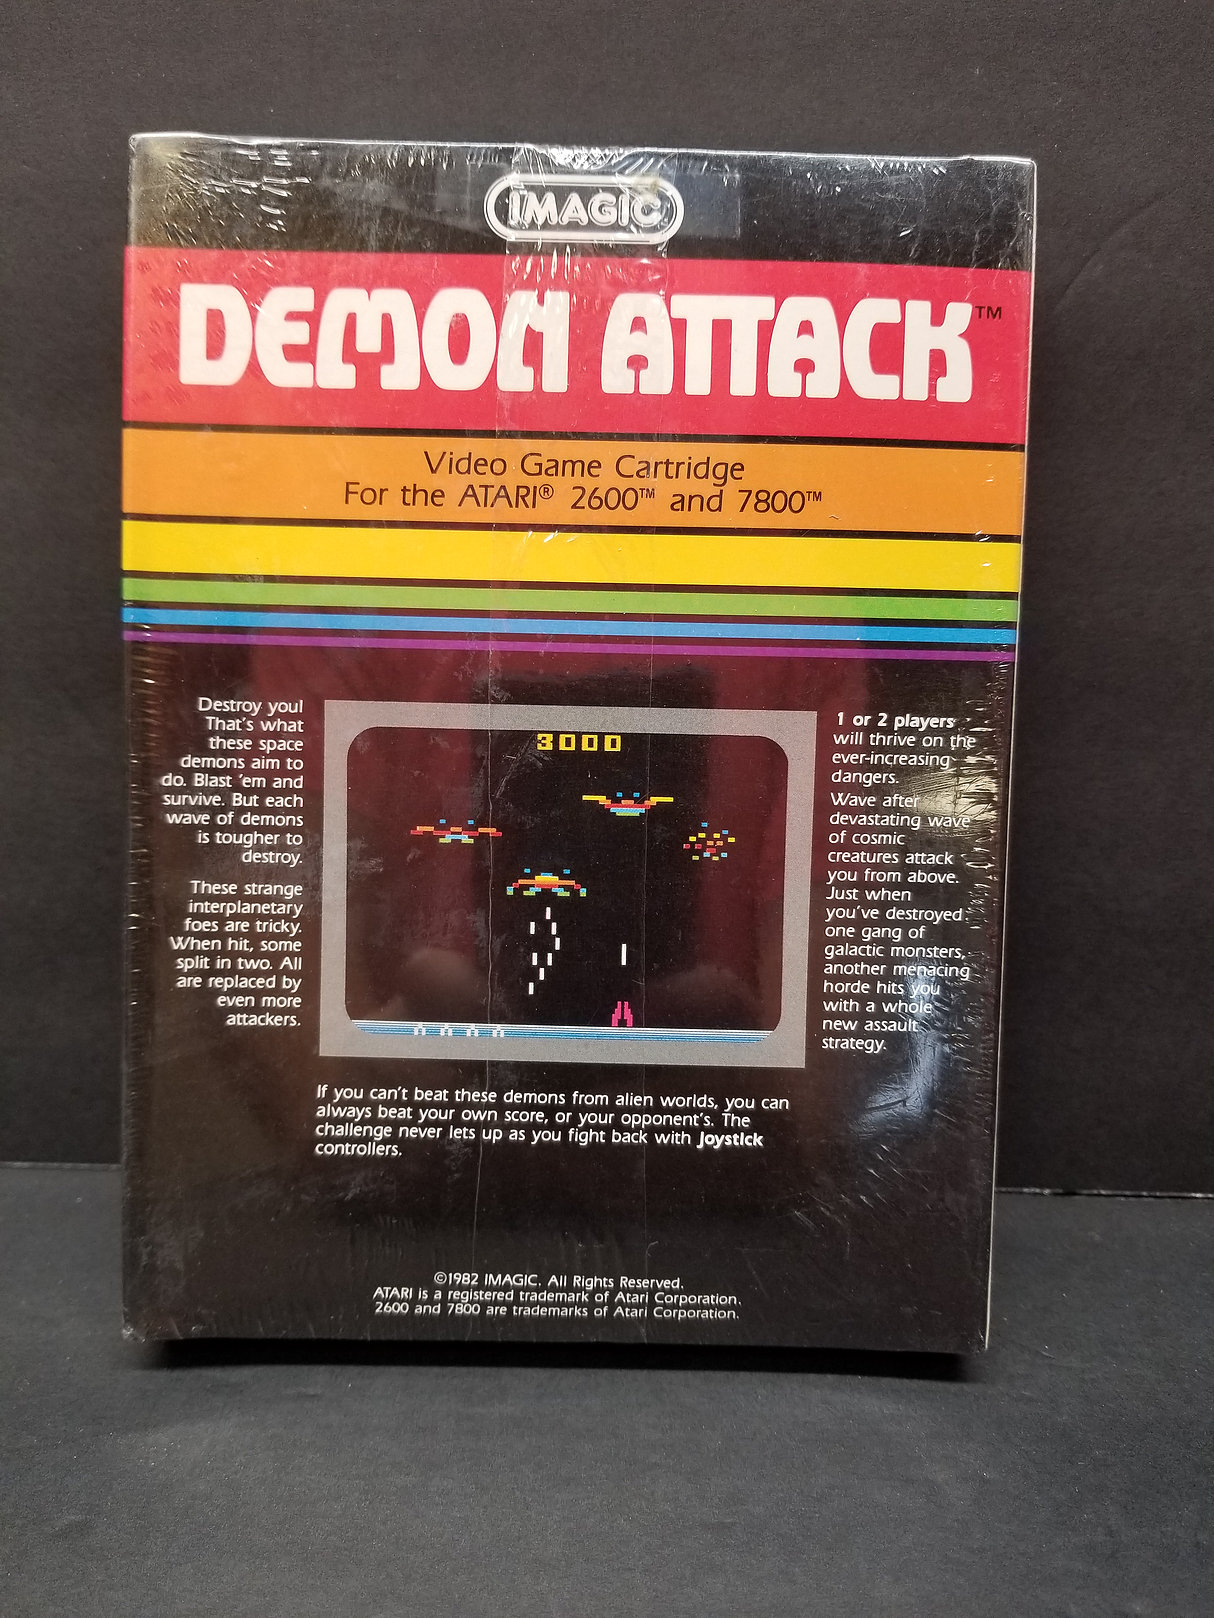 IMAGIC
DEMON ATTACK™
Video Game Cartridge
For the ATARI® 2600™ and 7800™
Destroy you!
That's what
these space
demons aim to
do. Blast 'em and
survive. But each
wave of demons
is tougher to
destroy.
These strange
interplanetary
foes are tricky.
When hit, some
split in two. All
are replaced by
even more
attackers.
3000
1 or 2 players
will thrive on the
ever-increasing
dangers.
Wave after
devastating wave
of cosmic
creatures attack
you from above.
Just when
you've destroyed
one gang of
galactic monsters,
another menacing
horde hits you
with a whole
new assault
strategy.
If you can't beat these demons from alien worlds, you can
always beat your own score, or your opponent's. The
challenge never lets up as you fight back with Joystick
controllers.
©1982 IMAGIC. All Rights Reserved.
ATARI is a registered trademark of Atari Corporation.
2600 and 7800 are trademarks of Atari Corporation.